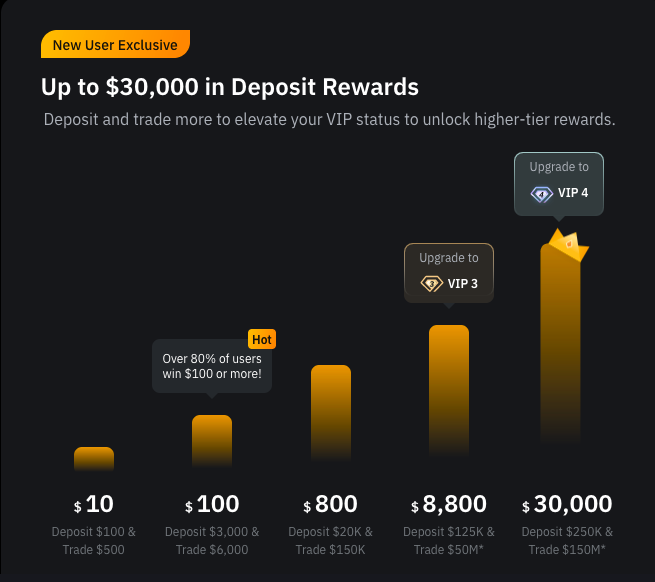 New User Exclusive
Up to $30,000 in Deposit Rewards
Deposit and trade more to elevate your VIP status to unlock higher-tier rewards.
Upgrade to
4 VIP 4
Upgrade to
3 VIP 3
Hot
Over 80% of users
win $100 or more!
$ 10
Deposit $100 &
Trade $500
$ 100
Deposit $3,000 &
Trade $6,000
$ 800
Deposit $20K &
Trade $150K
$ 8,800
Deposit $125K &
Trade $50M*
$ 30,000
Deposit $250K &
Trade $150M*